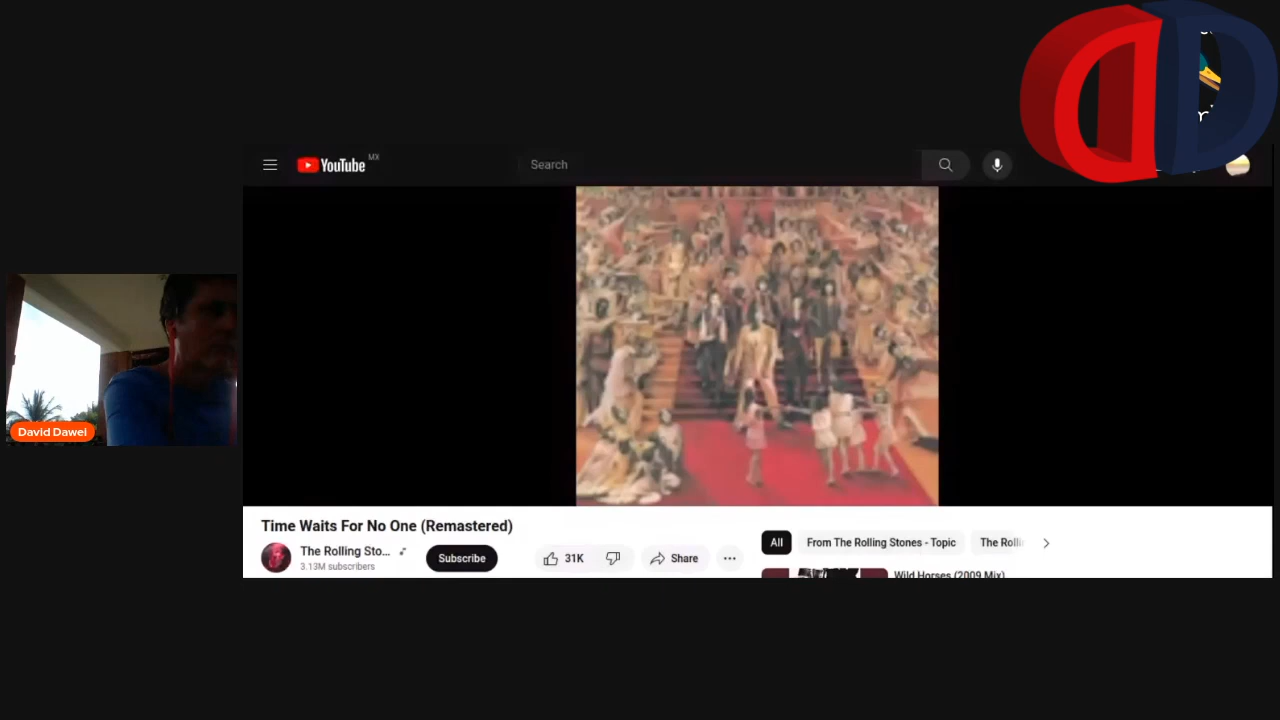 YouTube MX
Search
David Dawei
Time Waits For No One (Remastered)
The Rolling Sto...
3.13M subscribers
Subscribe
31K
Share
All
From The Rolling Stones - Topic
The Rolli
Wild Horses (2009 Mix)